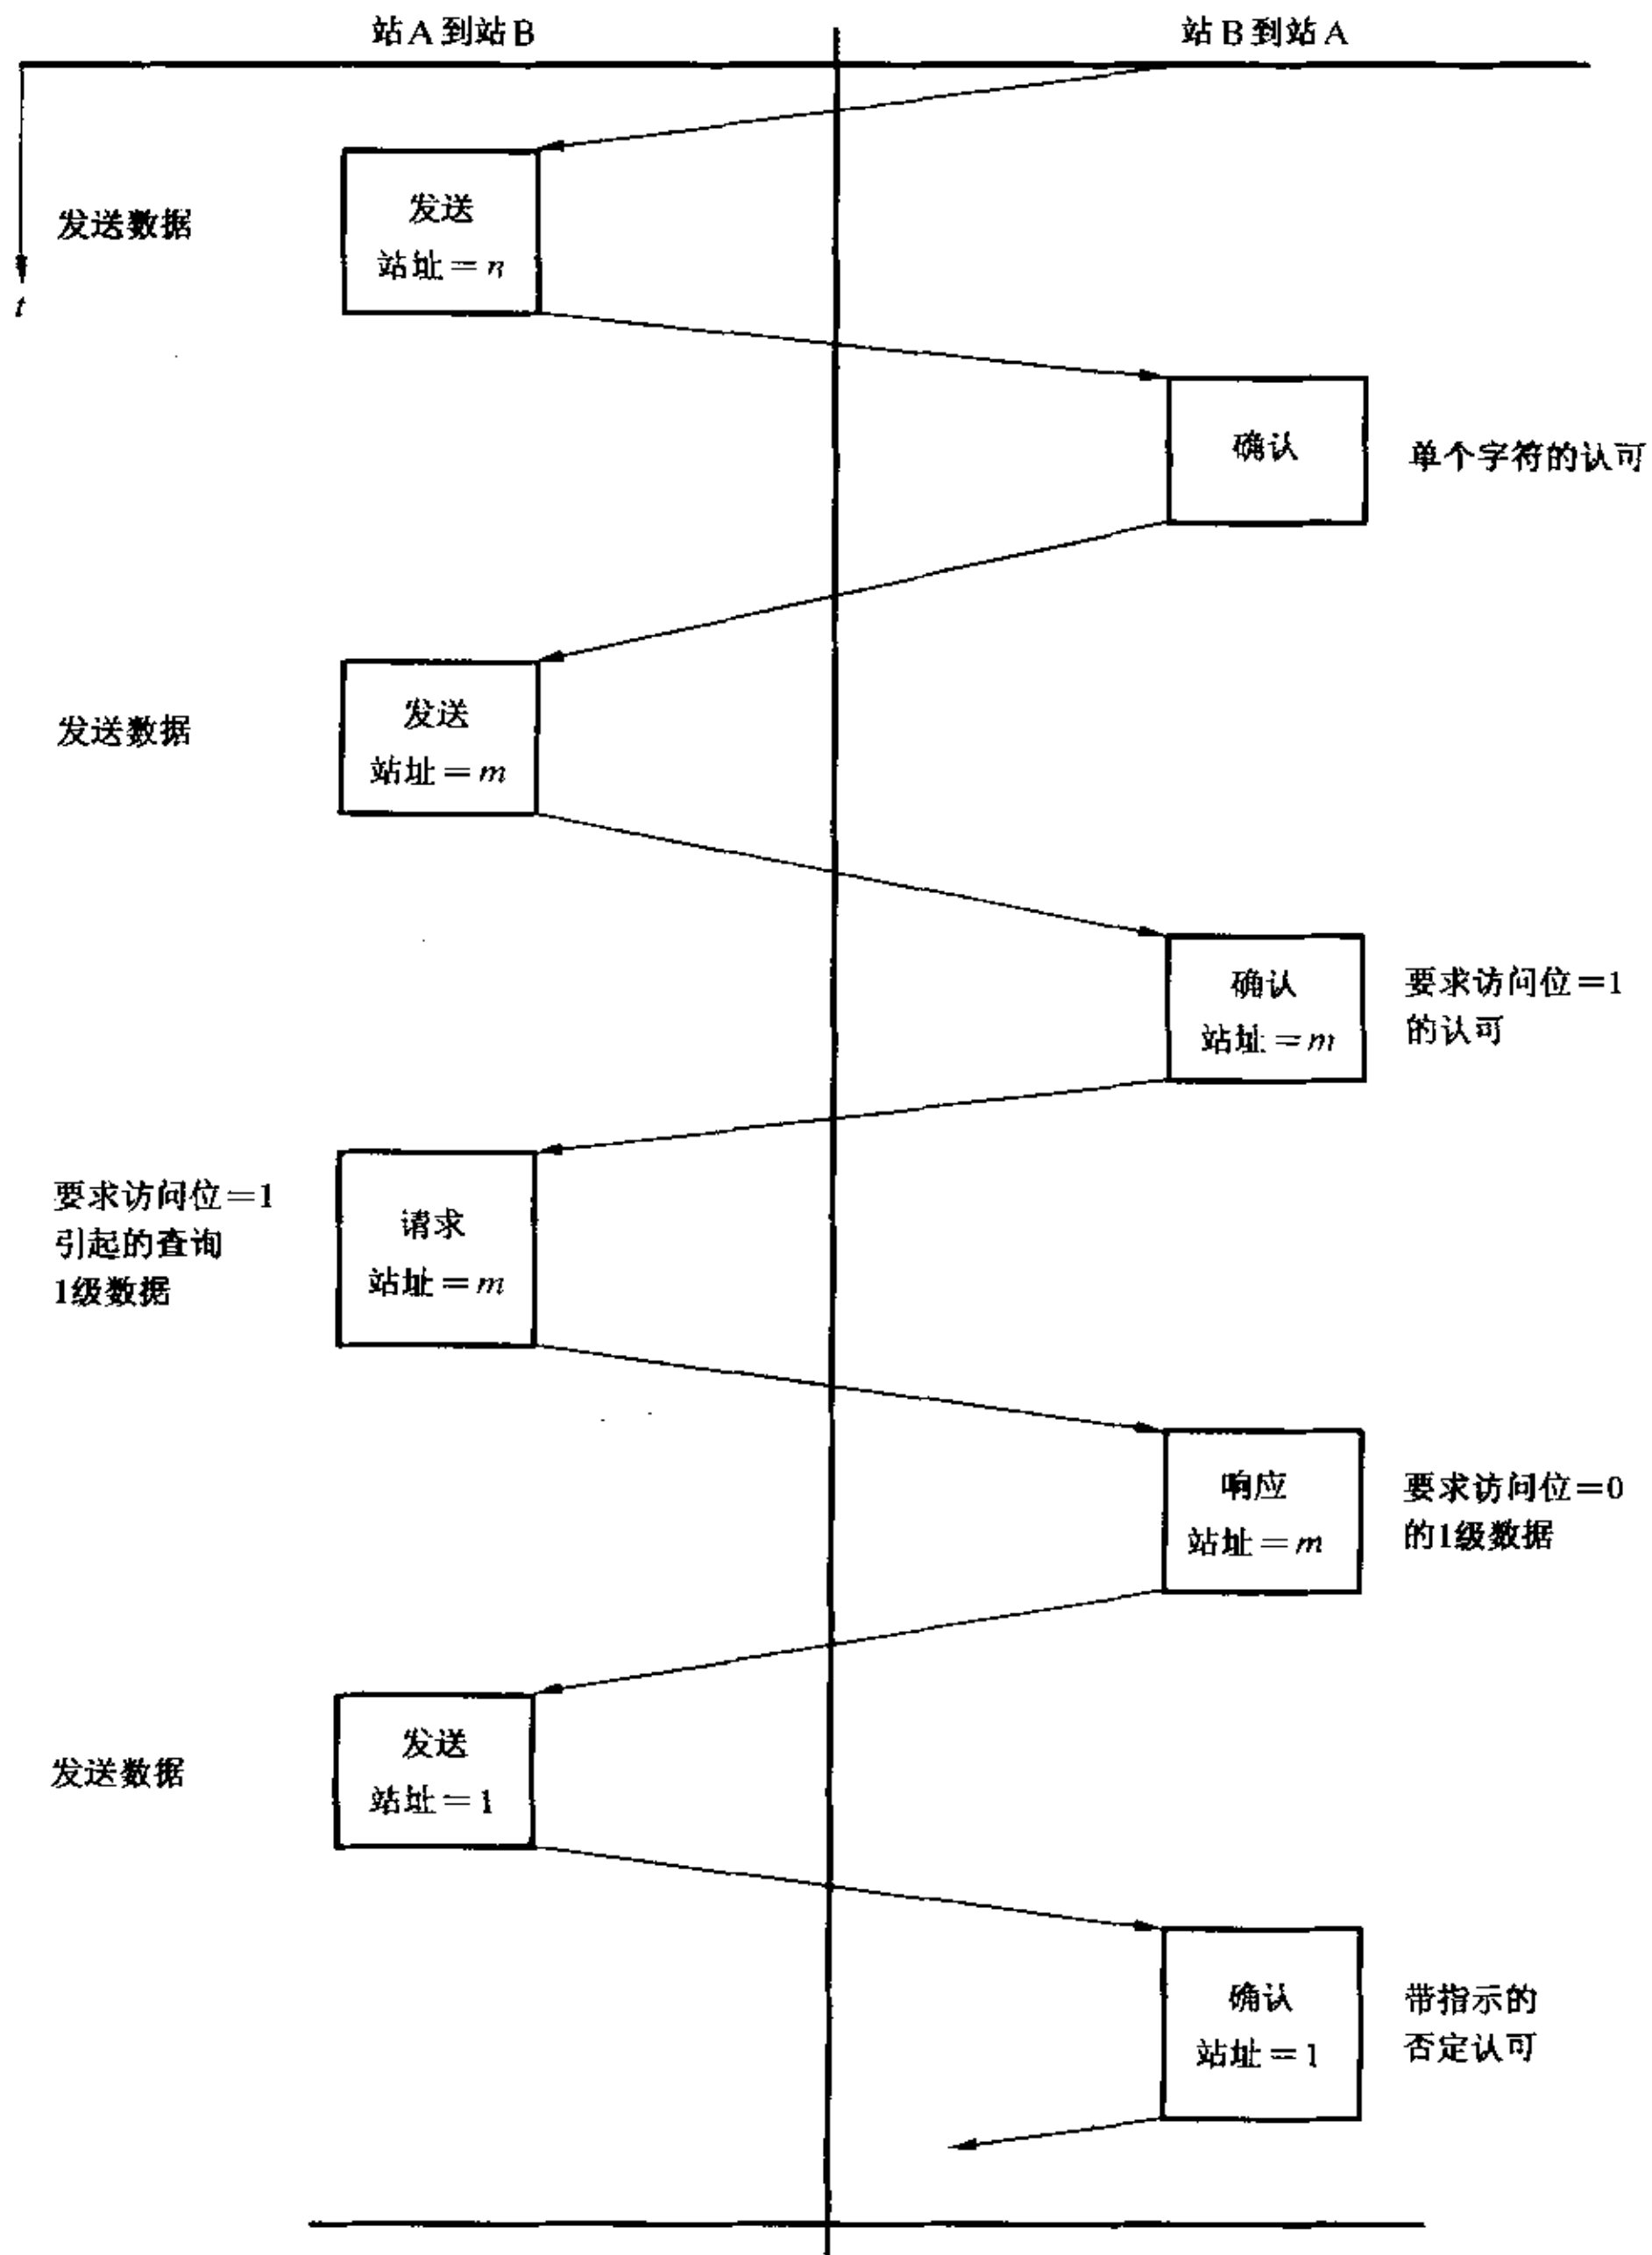 站A到站B
站B到站A
t
发送数据
发送
站址=n
确认
单个字符的认可
发送数据
发送
站址=m
确认
站址=m
要求访问位=1
的认可
要求访问位=1
引起的查询
1级数据
请求
站址=m
响应
站址=m
要求访问位=0
的1级数据
发送数据
发送
站址=1
确认
站址=1
带指示的
否定认可